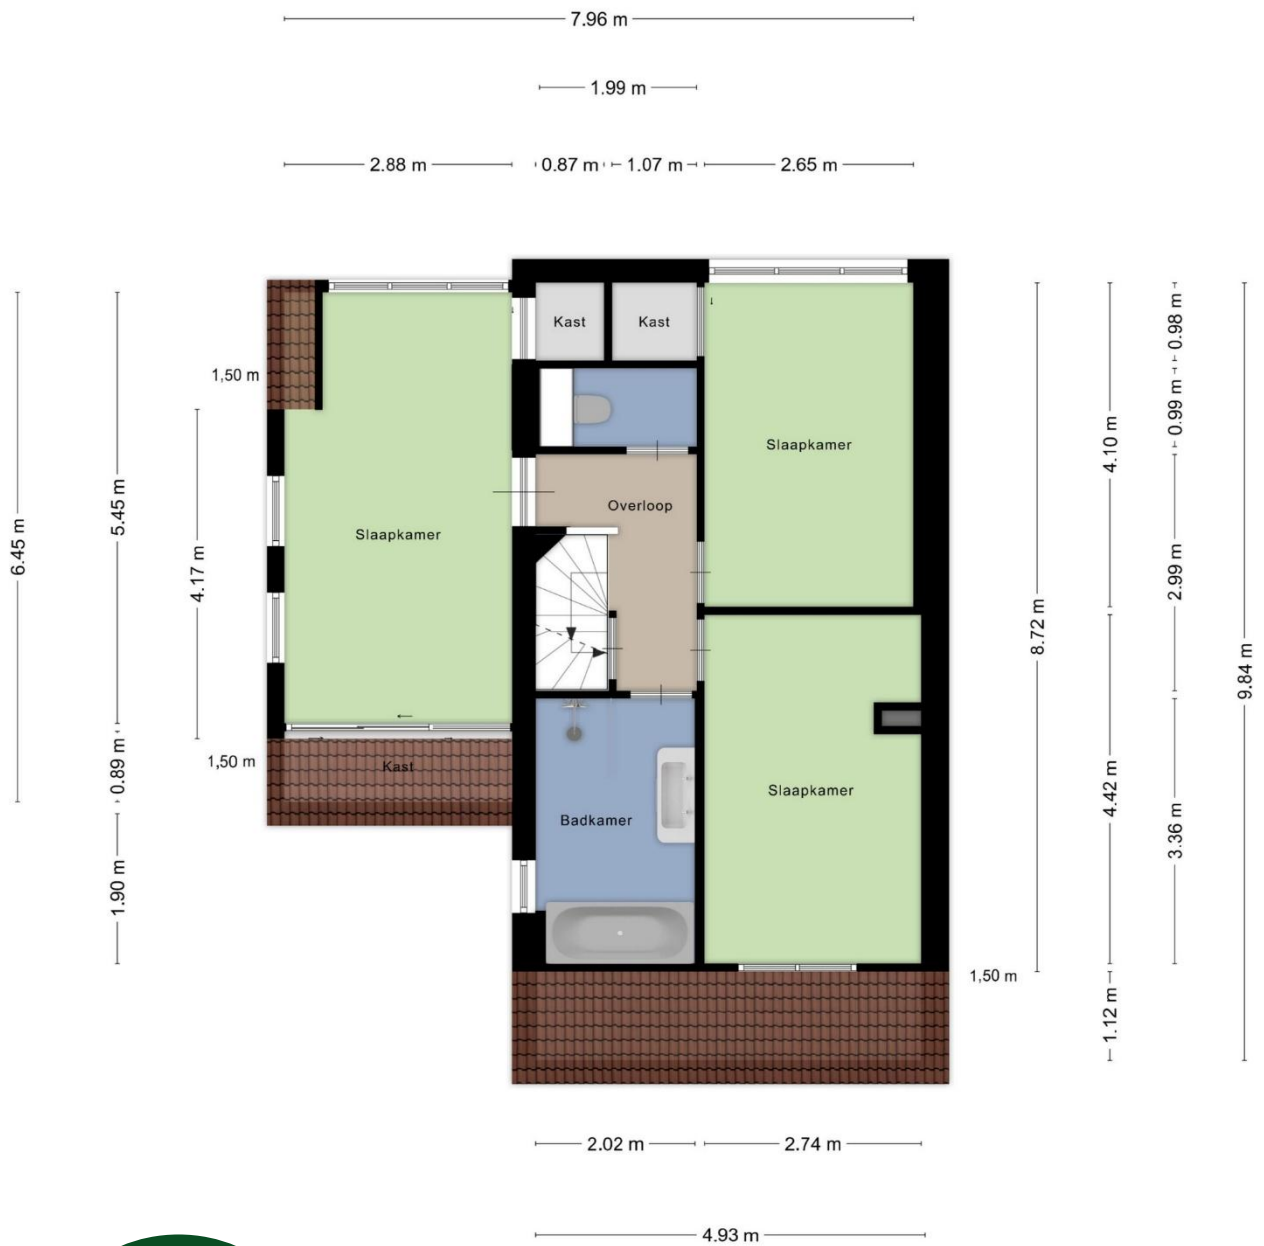 7.96 m
1.99 m
2.88 m
0.87 m
1.07 m
2.65 m
Kast
Kast
1,50 m
Slaapkamer
Overloop
Slaapkamer
6.45 m
5.45 m
4.17 m
0.89 m
1.90 m
1,50 m
Kast
Badkamer
Slaapkamer
8.72 m
4.10 m
4.42 m
1.12 m
0.98 m
0.99 m
2.99 m
3.36 m
9.84 m
1,50 m
2.02 m
2.74 m
4.93 m